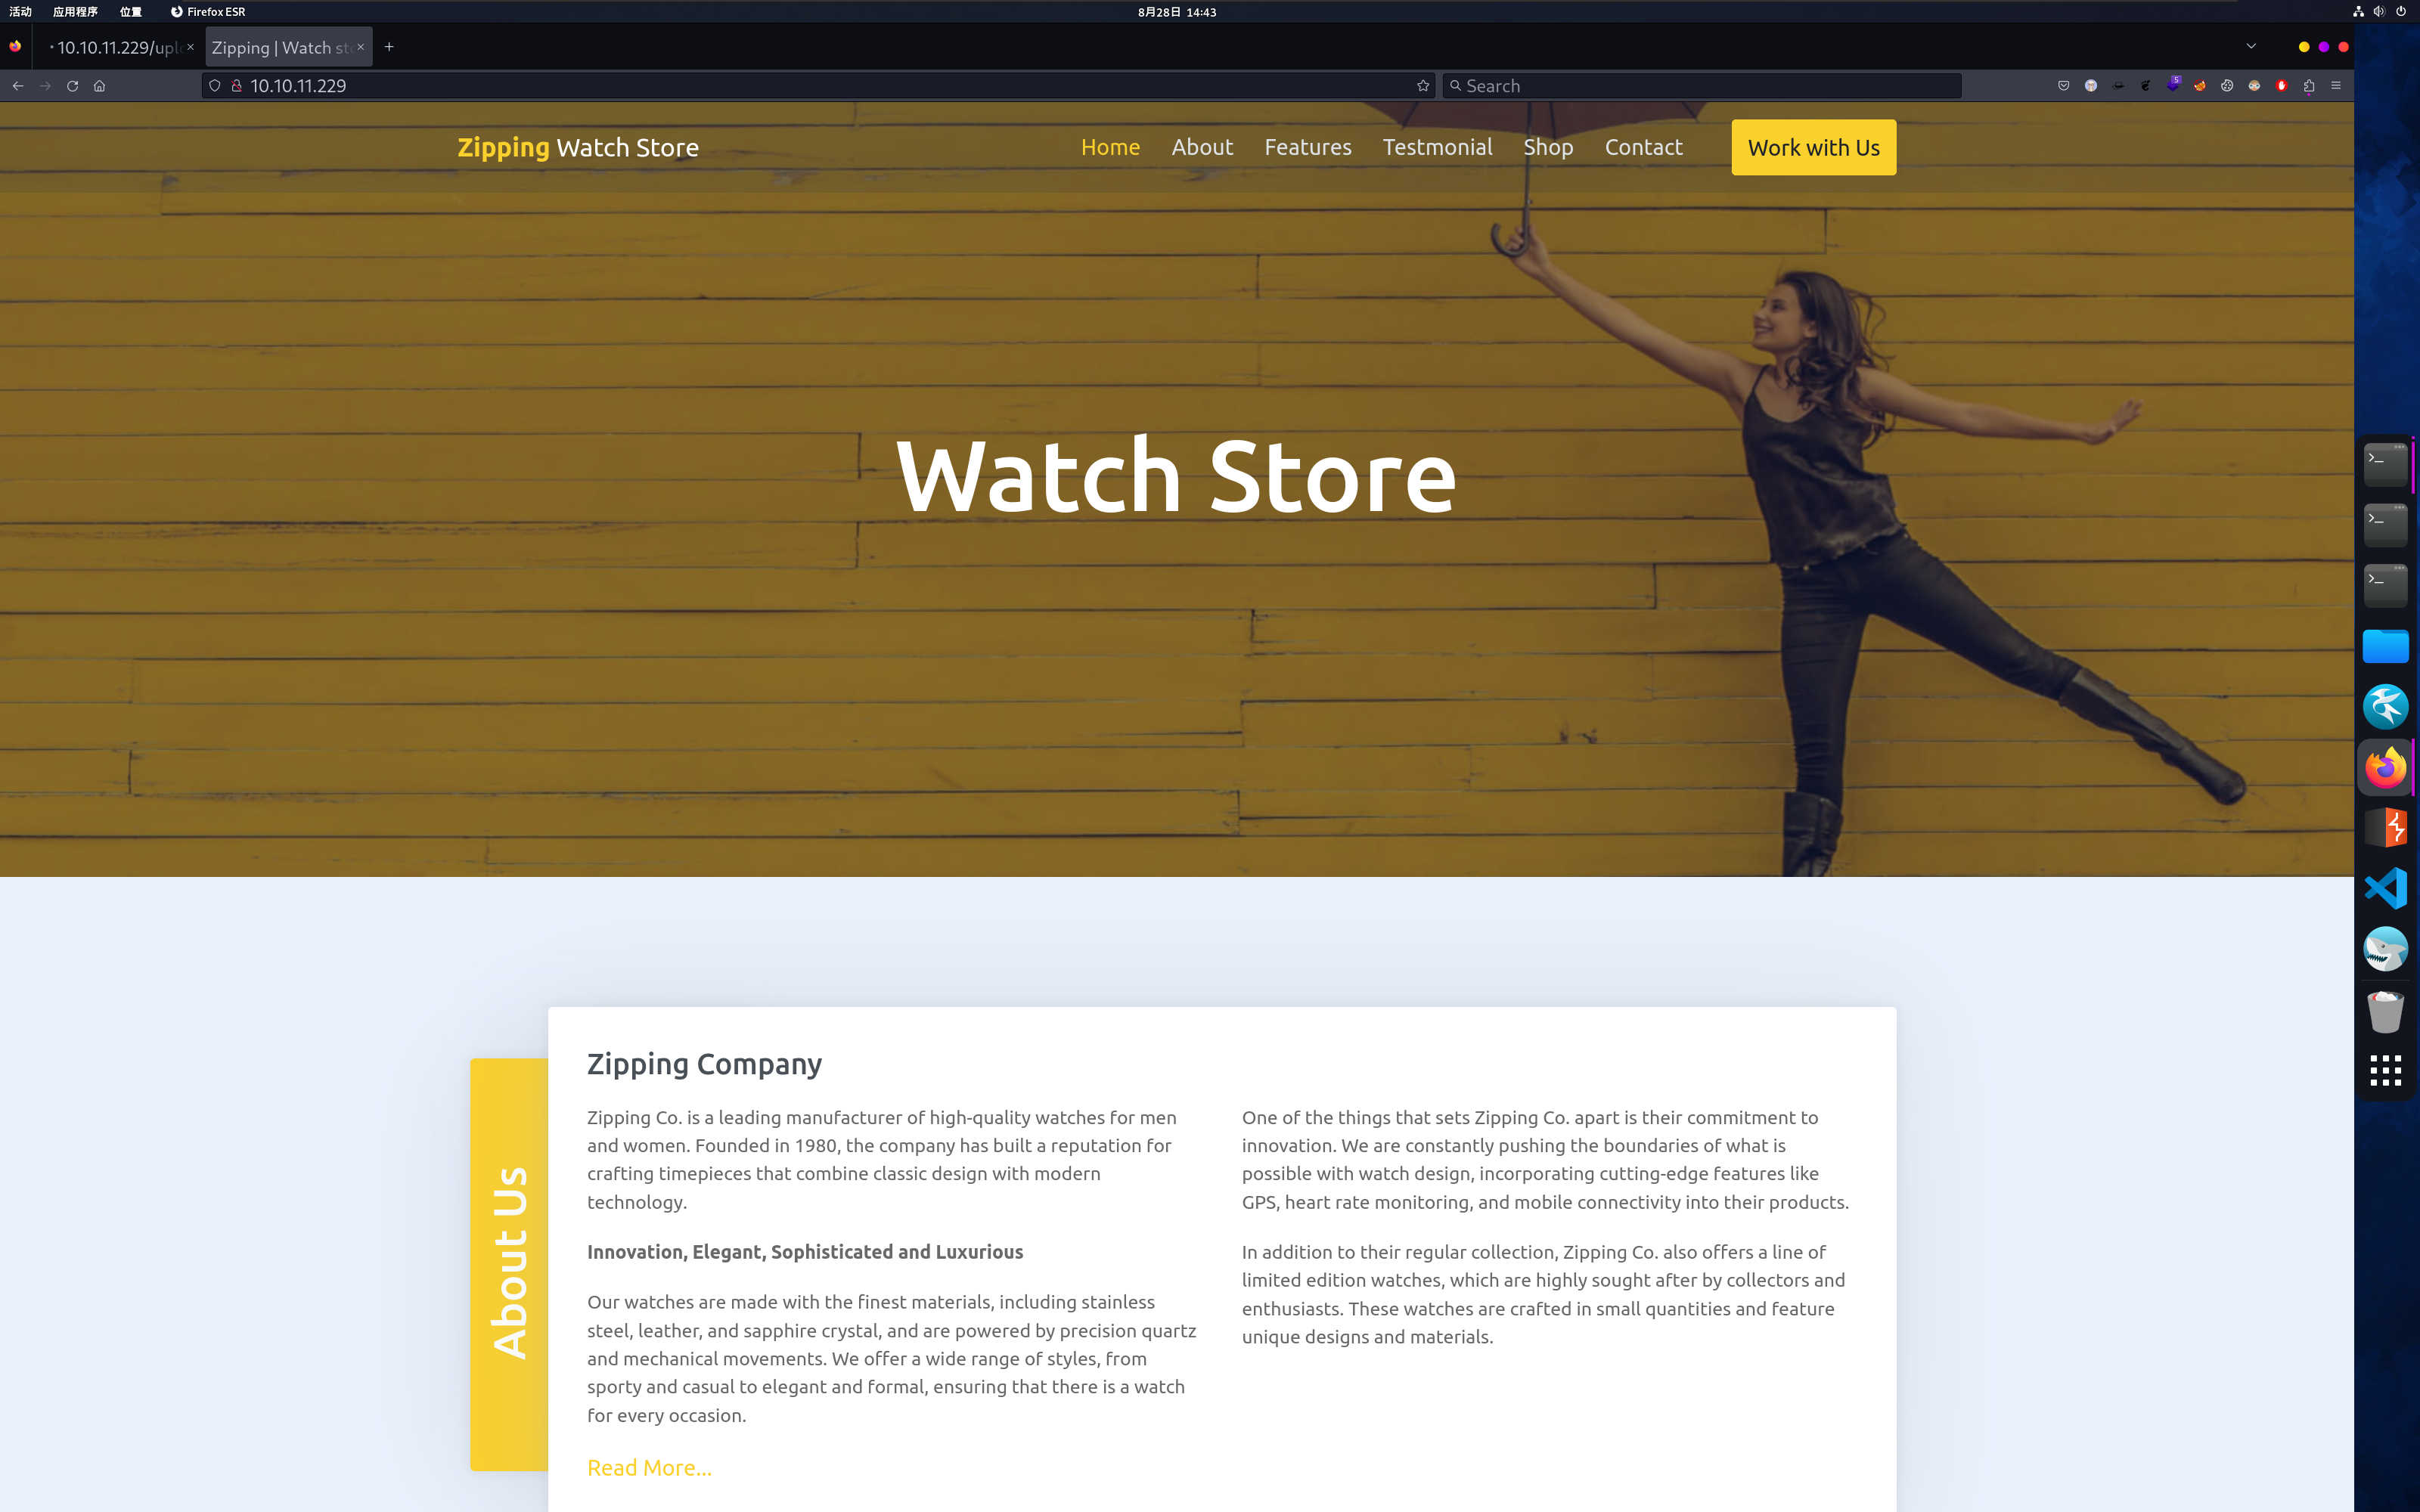 活动 应用程序 位置 Firefox ESR 8月28日 14:43
10.10.11.229/uplo Zipping | Watch sto
10.10.11.229 Search 5
Zipping Watch Store Home About Features Testmonial Shop Contact Work with Us
Watch Store
About Us
Zipping Company
Zipping Co. is a leading manufacturer of high-quality watches for men
and women. Founded in 1980, the company has built a reputation for
crafting timepieces that combine classic design with modern
technology.
Innovation, Elegant, Sophisticated and Luxurious
Our watches are made with the finest materials, including stainless
steel, leather, and sapphire crystal, and are powered by precision quartz
and mechanical movements. We offer a wide range of styles, from
sporty and casual to elegant and formal, ensuring that there is a watch
for every occasion.
Read More...
One of the things that sets Zipping Co. apart is their commitment to
innovation. We are constantly pushing the boundaries of what is
possible with watch design, incorporating cutting-edge features like
GPS, heart rate monitoring, and mobile connectivity into their products.
In addition to their regular collection, Zipping Co. also offers a line of
limited edition watches, which are highly sought after by collectors and
enthusiasts. These watches are crafted in small quantities and feature
unique designs and materials.